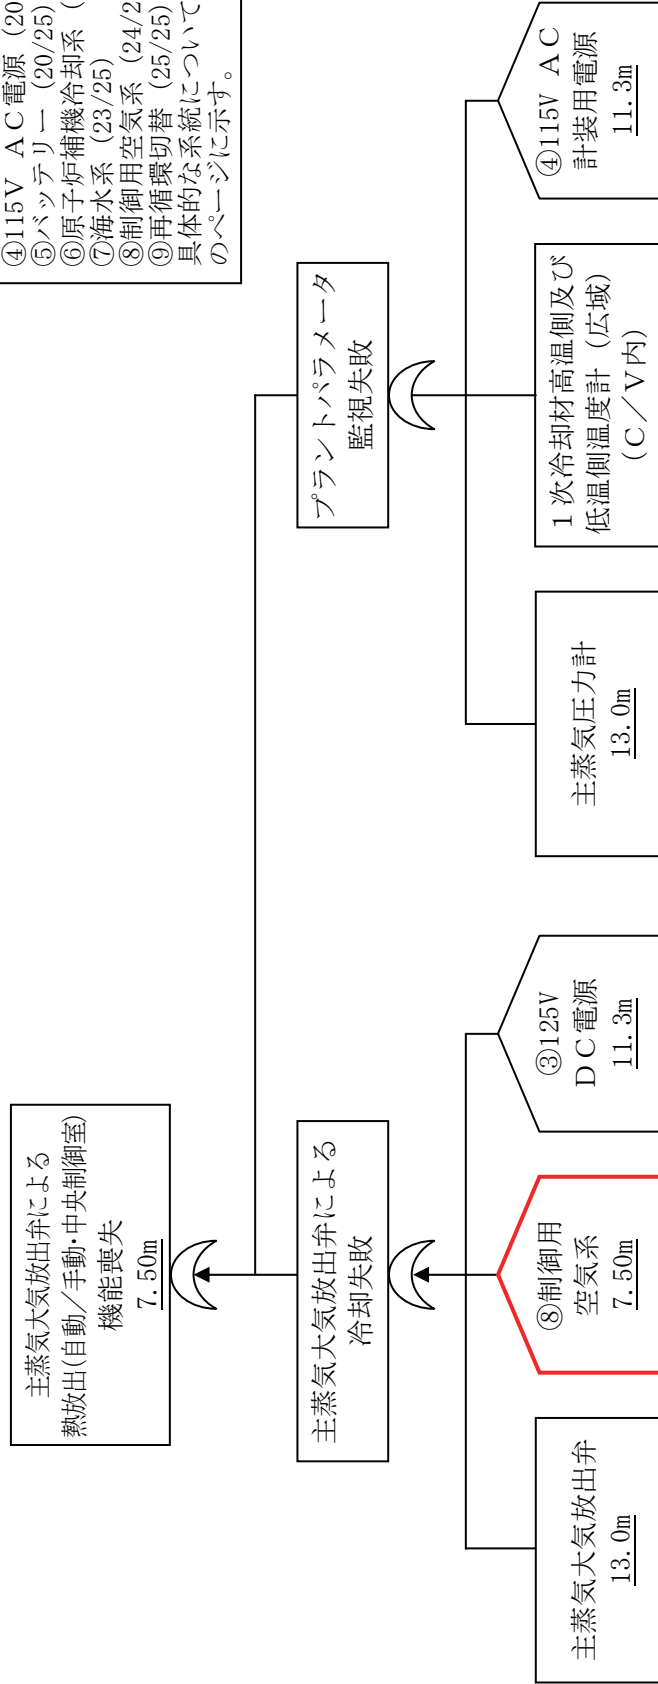 ④115V AC電源（20
⑤バッテリー（20/25）
⑥原子炉補機冷却系（
⑦海水系（23/25）
⑧制御用空気系（24/2
⑨再循環切替（25/25）
具体的な系統について
のページに示す。
主蒸気大気放出弁による
熱放出(自動／手動・中央制御室)
機能喪失
7.50m
主蒸気大気放出弁による
冷却失敗
プラントパラメータ
監視失敗
主蒸気大気放出弁
13.0m
⑧制御用
空気系
7.50m
③125V
DC電源
11.3m
主蒸気圧力計
13.0m
1次冷却材高温側及び
低温側温度計（広域）
（C／V内）
④115V AC
計装用電源
11.3m